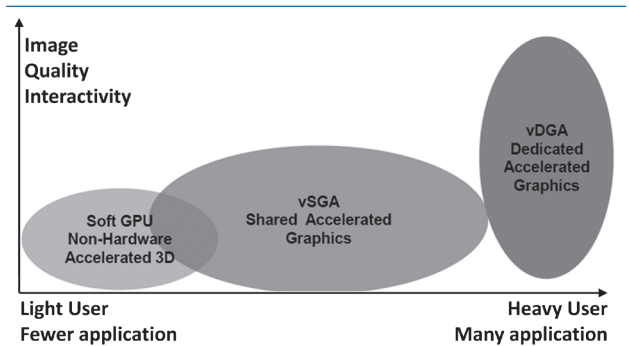 Image
Quality
Interactivity
vDGA
Dedicated
Accelerated
Graphics
vSGA
Shared Accelerated
Graphics
Soft GPU
Non-Hardware
Accelerated 3D
Light User
Fewer application
Heavy User
Many application